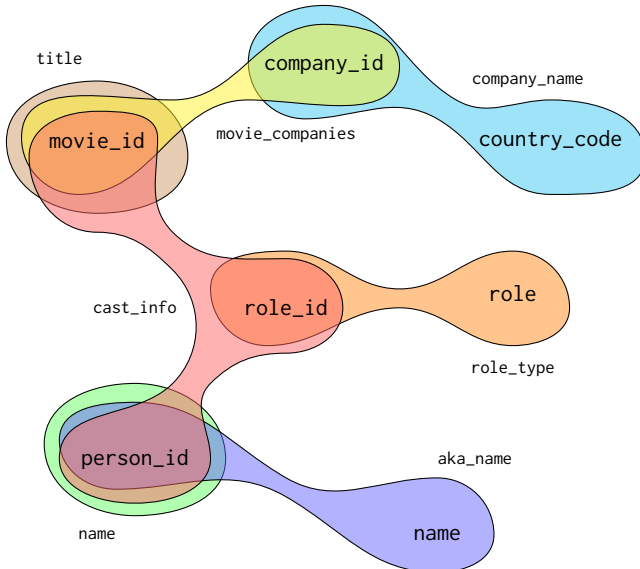 title
company_id
company_name
movie_id
movie_companies
country_code
cast_info
role_id
role
role_type
person_id
aka_name
name
name